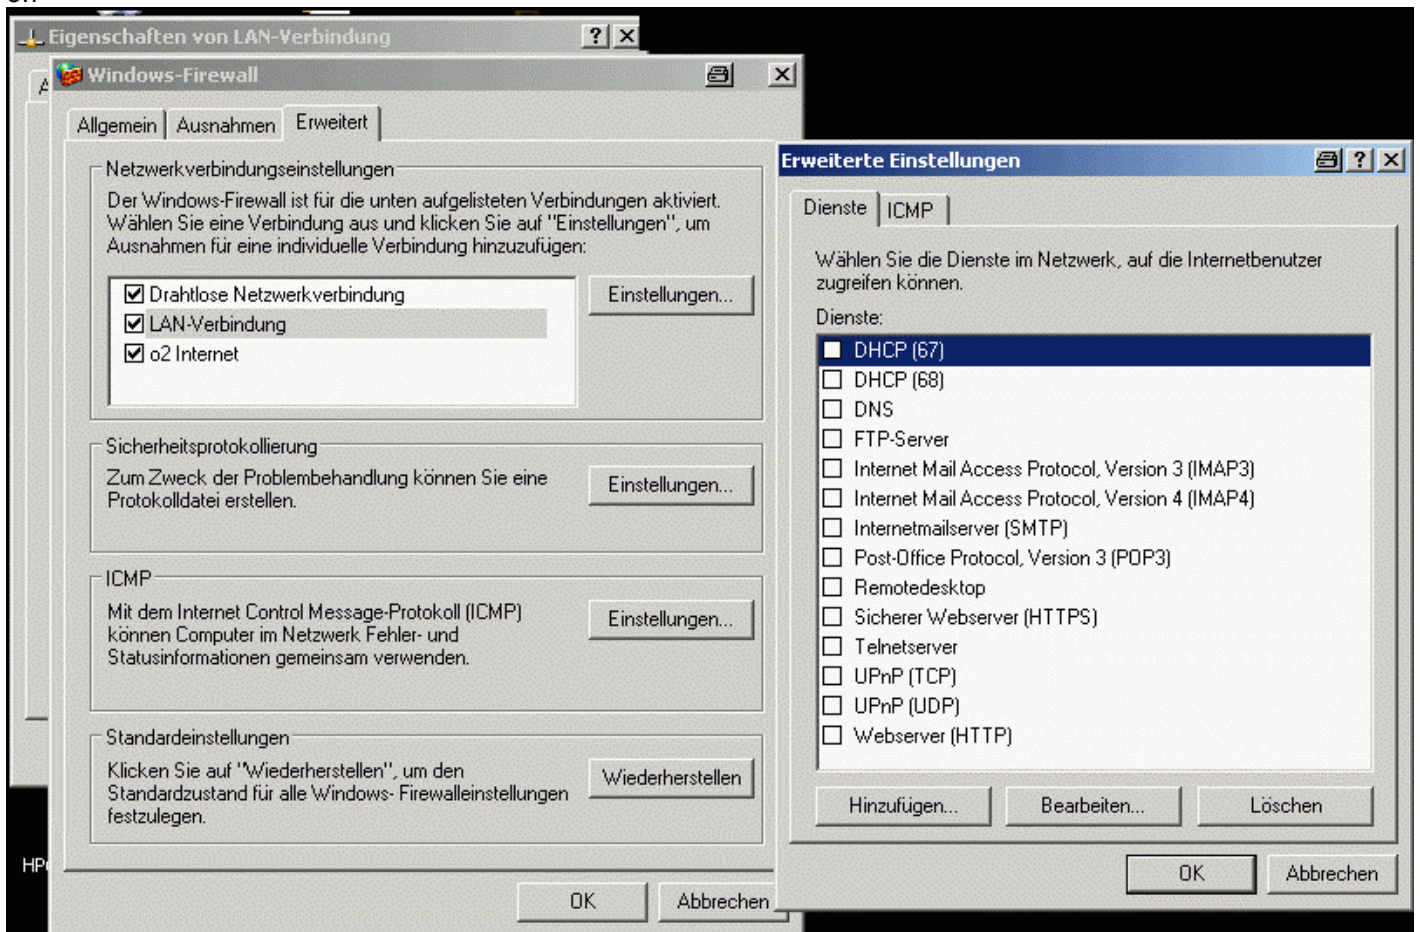 Eigenschaften von LAN-Verbindung
Windows-Firewall
Allgemein
Ausnahmen
Erweitert
Netzwerkverbindungseinstellungen
Der Windows-Firewall ist für die unten aufgelisteten Verbindungen aktiviert.
Wählen Sie eine Verbindung aus und klicken Sie auf "Einstellungen", um
Ausnahmen für eine individuelle Verbindung hinzuzufügen:
Drahtlose Netzwerkverbindung
LAN-Verbindung
o2 Internet
Einstellungen...
Sicherheitsprotokollierung
Zum Zweck der Problembehandlung können Sie eine
Protokolldatei erstellen.
Einstellungen...
ICMP
Mit dem Internet Control Message-Protokoll (ICMP)
können Computer im Netzwerk Fehler- und
Statusinformationen gemeinsam verwenden.
Einstellungen...
Standardeinstellungen
Klicken Sie auf "Wiederherstellen", um den
Standardzustand für alle Windows- Firewalleinstellungen
festzulegen.
Wiederherstellen
OK
Abbrechen
Erweiterte Einstellungen
Dienste
ICMP
Wählen Sie die Dienste im Netzwerk, auf die Internetbenutzer
zugreifen können.
Dienste:
DHCP (67)
DHCP (68)
DNS
FTP-Server
Internet Mail Access Protocol, Version 3 (IMAP3)
Internet Mail Access Protocol, Version 4 (IMAP4)
Internetmailserver (SMTP)
Post-Office Protocol, Version 3 (POP3)
Remotedesktop
Sicherer Webserver (HTTPS)
Telnetserver
UPnP (TCP)
UPnP (UDP)
Webserver (HTTP)
Hinzufügen...
Bearbeiten...
Löschen
OK
Abbrechen